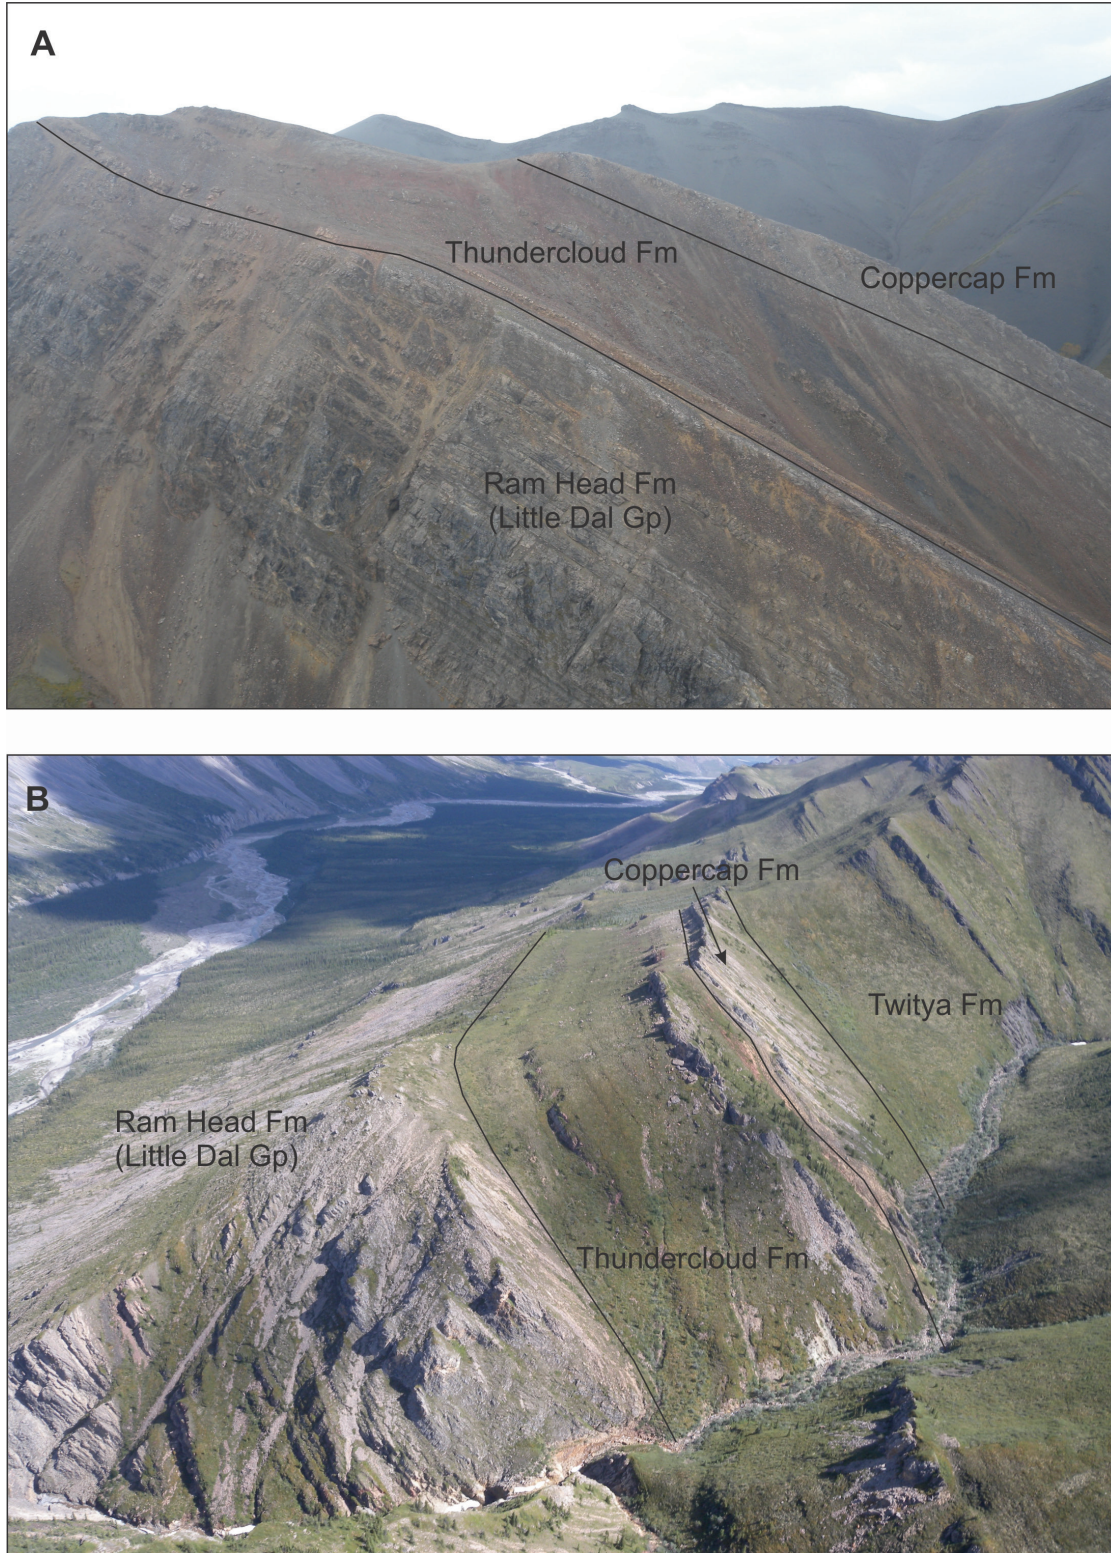 A
Thundercloud Fm
Coppercap Fm
Ram Head Fm
(Little Dal Gp)
B
Coppercap Fm
Twitya Fm
Ram Head Fm
(Little Dal Gp)
Thundercloud Fm